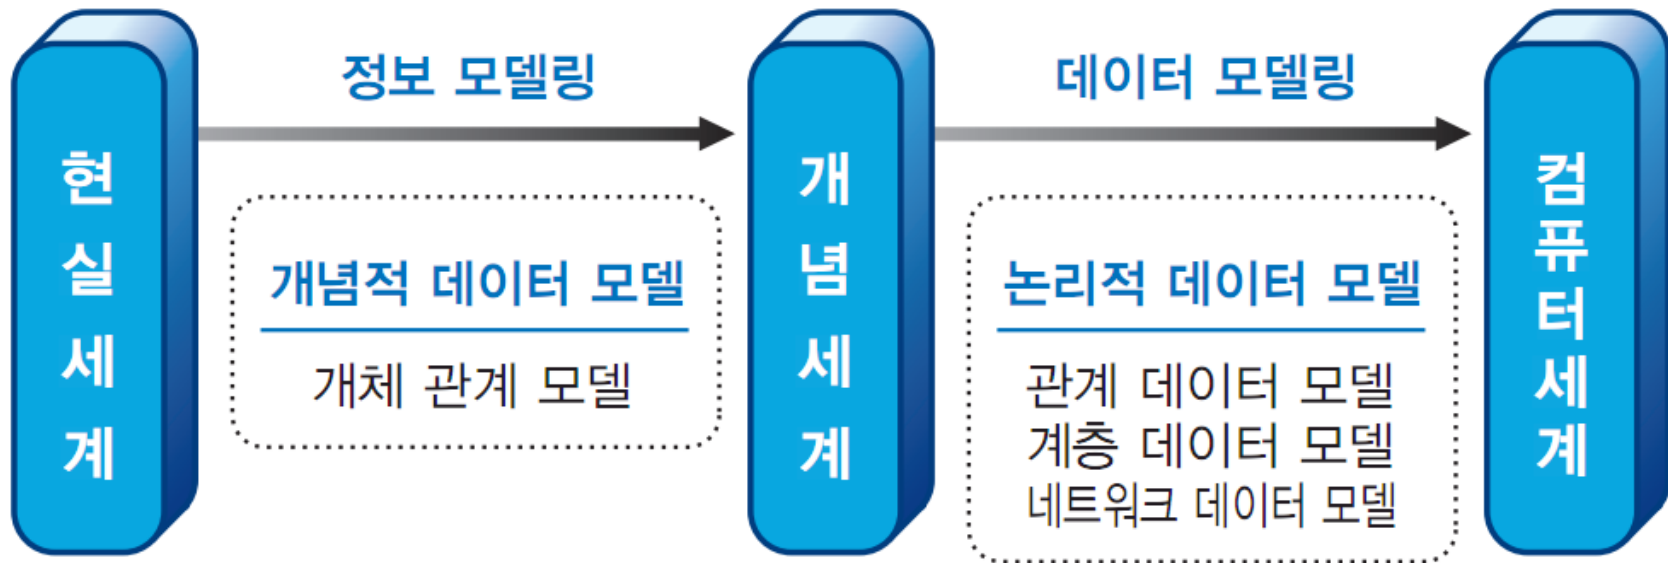 현실세계
정보 모델링
개념적 데이터 모델
개체 관계 모델
개념세계
데이터 모델링
논리적 데이터 모델
관계 데이터 모델
계층 데이터 모델
네트워크 데이터 모델
컴퓨터세계